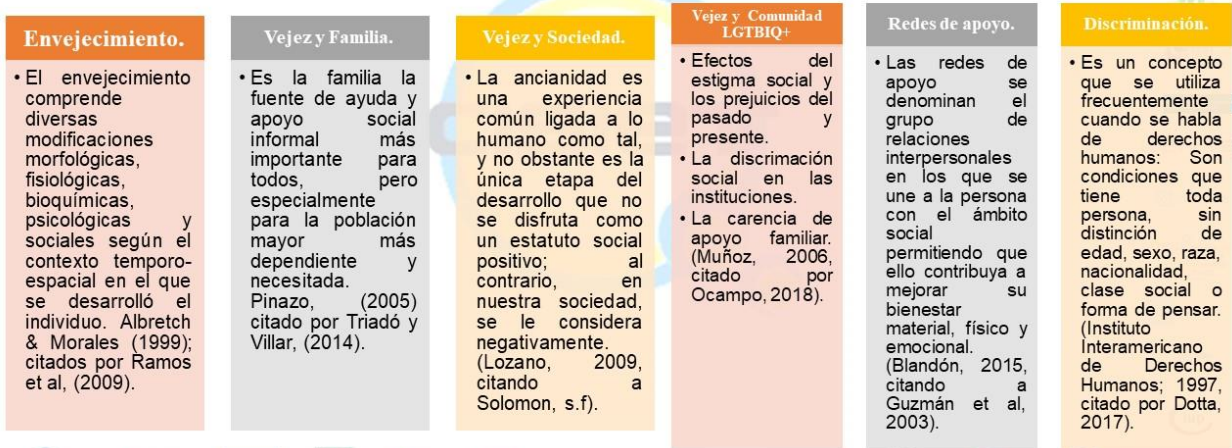 Envejecimiento.
• El envejecimiento
comprende
diversas
modificaciones
morfológicas,
fisiológicas,
bioquímicas,
psicológicas y
sociales según el
contexto temporo-
espacial en el que
se desarrolló el
individuo. Albretch
& Morales (1999);
citados por Ramos
et al, (2009).
Vejez y Familia.
• Es la familia la
fuente de ayuda y
apoyo social
informal más
importante para
todos, pero
especialmente
para la población
mayor más
dependiente y
necesitada.
Pinazo, (2005)
citado por Triadó y
Villar, (2014).
Vejez y Sociedad.
• La ancianidad es
una experiencia
común ligada a lo
humano como tal,
y no obstante es la
única etapa del
desarrollo que no
se disfruta como
un estatuto social
positivo; al
contrario, en
nuestra sociedad,
se le considera
negativamente.
(Lozano, 2009,
citando a
Solomon, s.f).
Vejez y Comunidad
LGTBIQ+
• Efectos del
estigma social y
los prejuicios del
pasado y
presente.
• La discrimación
social en las
instituciones.
• La carencia de
apoyo familiar.
(Muñoz, 2006,
citado por
Ocampo, 2018).
Redes de apoyo.
• Las redes de
apoyo se
denominan el
grupo de
relaciones
interpersonales
en los que se
une a la persona
con el ámbito
social
permitiendo que
ello contribuya a
mejorar su
bienestar
material, físico y
emocional.
(Blandón, 2015,
citando a
Guzmán et al,
2003).
Discriminación.
• Es un concepto
que se utiliza
frecuentemente
cuando se habla
de derechos
humanos: Son
condiciones que
tiene toda
persona, sin
distinción de
edad, sexo, raza,
nacionalidad,
clase social o
forma de pensar.
(Instituto
Interamericano
de Derechos
Humanos; 1997,
citado por Dotta,
2017).